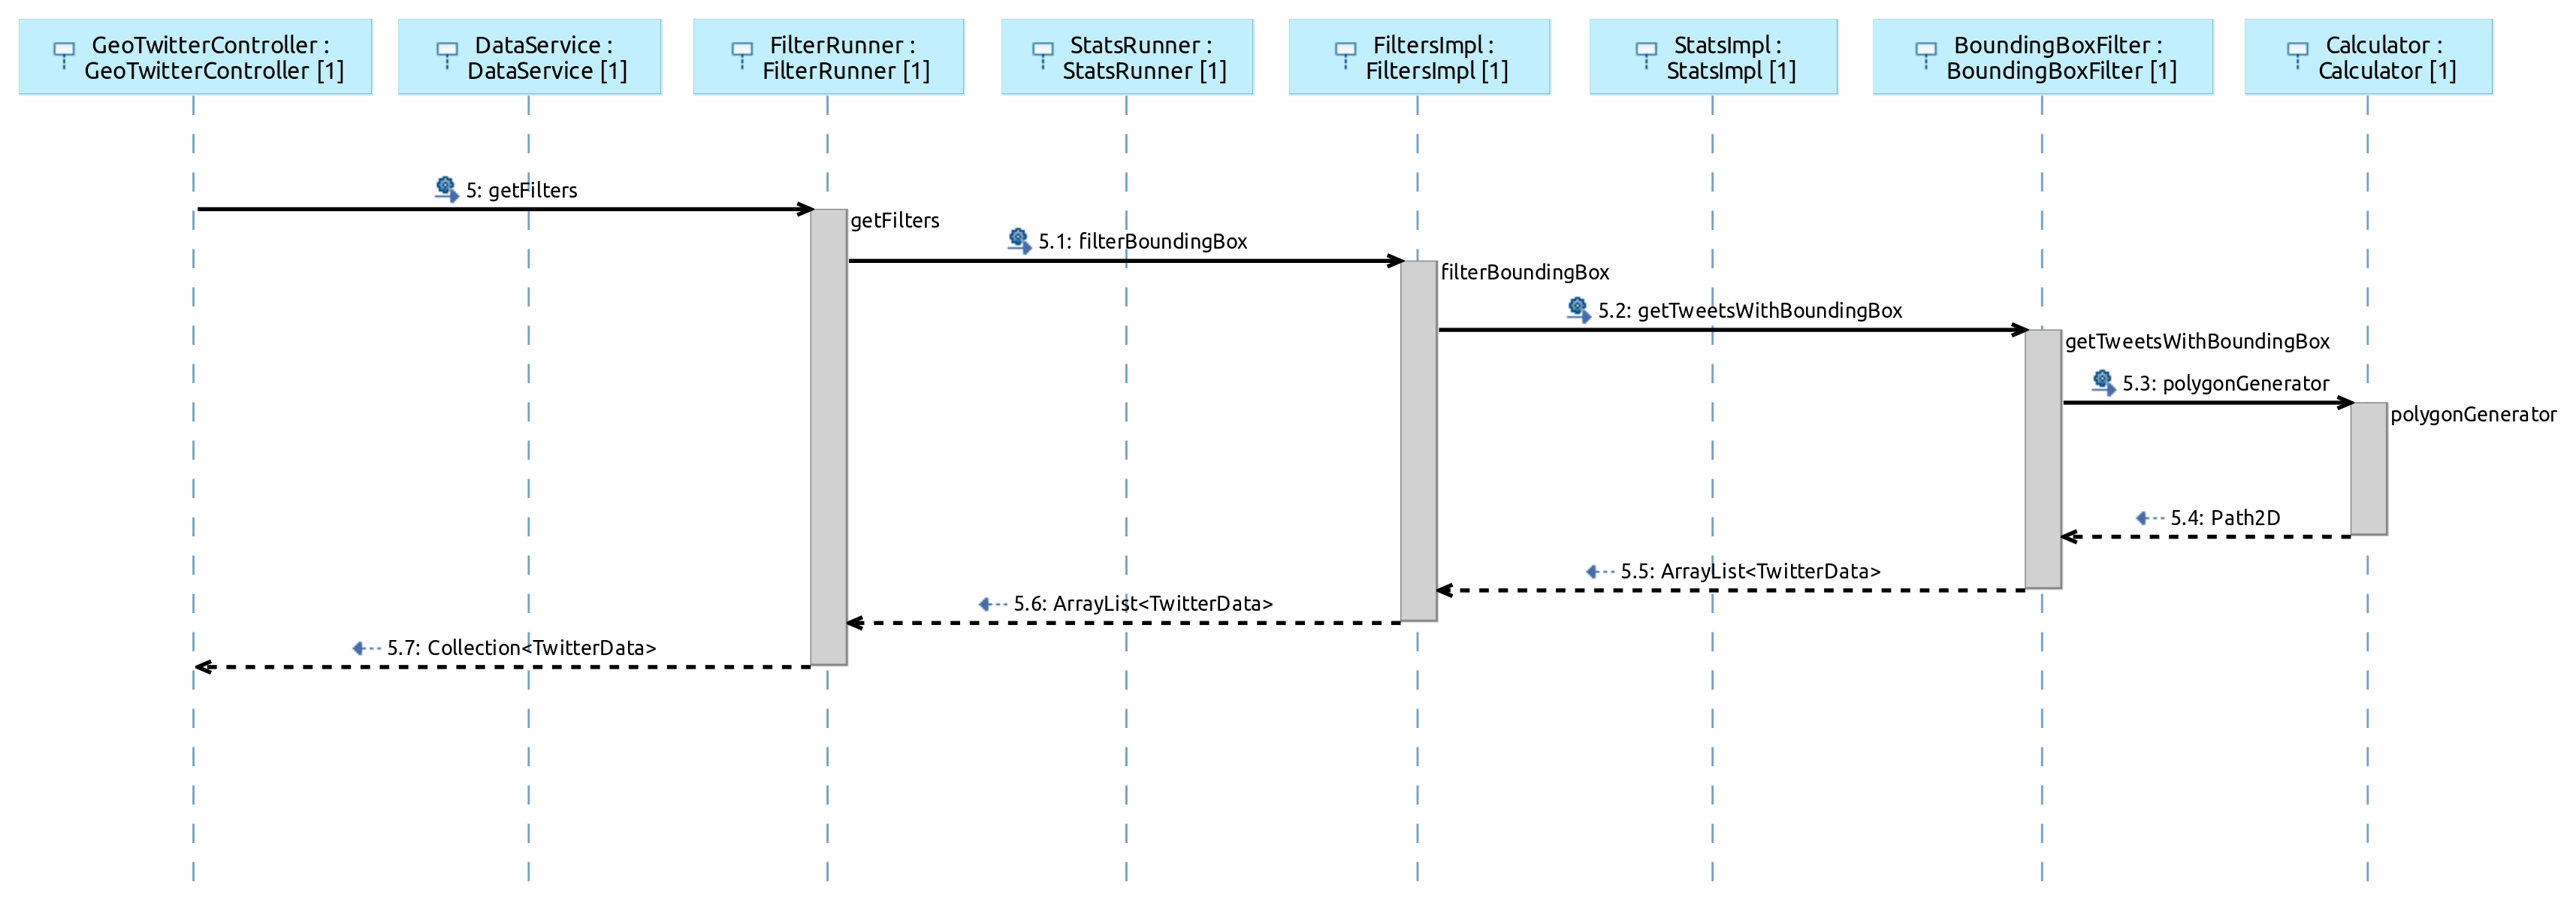 GeoTwitterController :
GeoTwitterController [1]
DataService :
DataService [1]
FilterRunner :
FilterRunner [1]
StatsRunner :
StatsRunner [1]
FiltersImpl :
FiltersImpl [1]
StatsImpl :
StatsImpl [1]
BoundingBoxFilter :
BoundingBoxFilter [1]
Calculator :
Calculator [1]
5: getFilters
getFilters
5.1: filterBoundingBox
filterBoundingBox
5.2: getTweetsWithBoundingBox
getTweetsWithBoundingBox
5.3: polygonGenerator
polygonGenerator
5.4: Path2D
5.5: ArrayList<TwitterData>
5.6: ArrayList<TwitterData>
5.7: Collection<TwitterData>